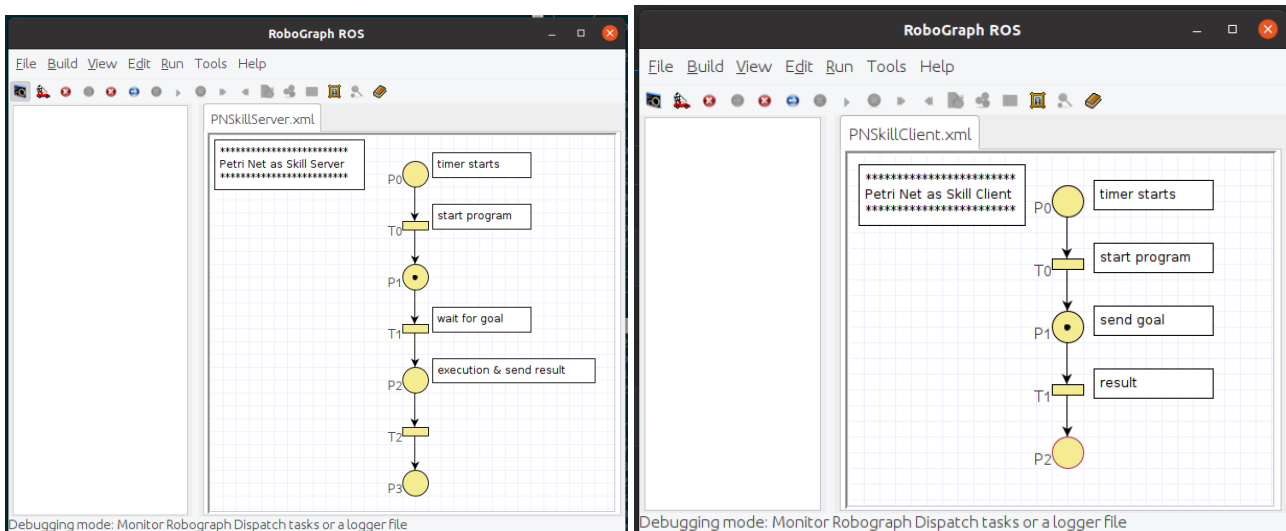 RoboGraph ROS
File Build View Edit Run Tools Help
PNSkillServer.xml
*************************
Petri Net as Skill Server
*************************
P0
timer starts
T0
start program
P1
T1
wait for goal
P2
execution & send result
T2
P3
Debugging mode: Monitor Robograph Dispatch tasks or a logger file
RoboGraph ROS
File Build View Edit Run Tools Help
PNSkillClient.xml
************************
Petri Net as Skill Client
************************
P0
timer starts
T0
start program
P1
send goal
T1
result
P2
Debugging mode: Monitor Robograph Dispatch tasks or a logger file